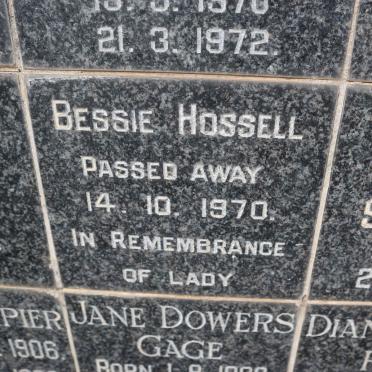 21. 3. 1972.
BESSIE HOSSELL
PASSED AWAY
14. 10. 1970.
IN REMEMBRANCE
OF LADY
PIER
1906.
JANE DOWERS
GAGE
DIAN